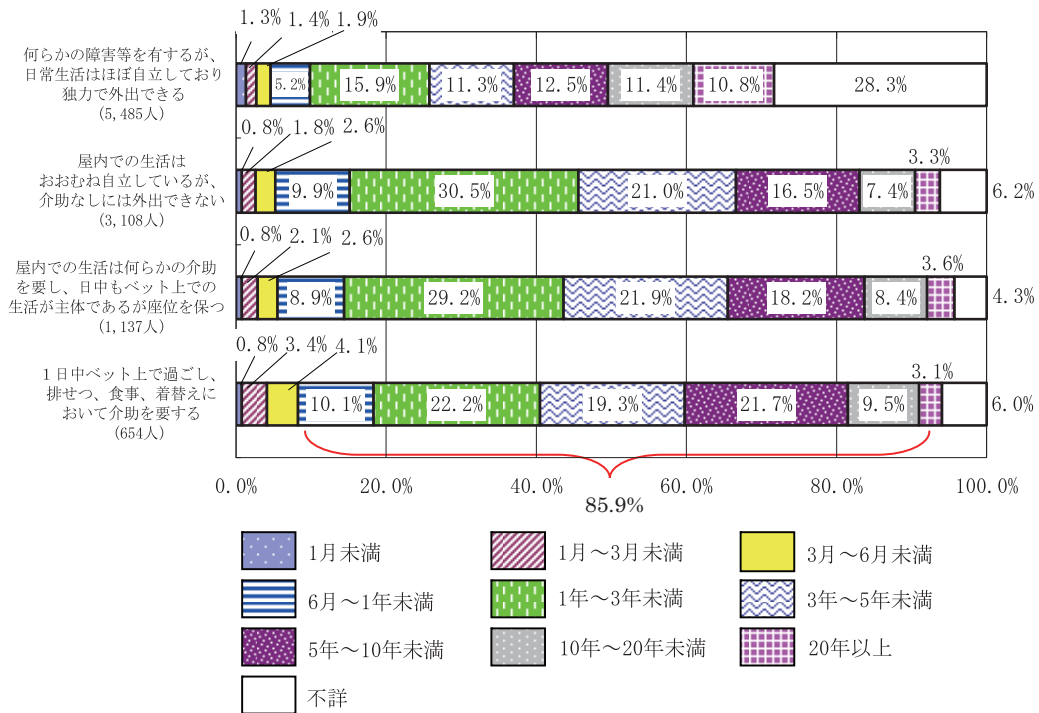 1.3% 1.4% 1.9%
何らかの障害等を有するが、
日常生活はほぼ自立しており
独力で外出できる
(5,485人)
5.2% 15.9% 11.3% 12.5% 11.4% 10.8% 28.3%
0.8% 1.8% 2.6% 3.3%
屋内での生活は
おおむね自立しているが、
介助なしには外出できない
(3,108人)
9.9% 30.5% 21.0% 16.5% 7.4% 6.2%
0.8% 2.1% 2.6% 3.6%
屋内での生活は何らかの介助
を要し、日中もベット上での
生活が主体であるが座位を保つ
(1,137人)
8.9% 29.2% 21.9% 18.2% 8.4% 4.3%
0.8% 3.4% 4.1% 3.1%
1日中ベット上で過ごし、
排せつ、食事、着替えに
おいて介助を要する
(654人)
10.1% 22.2% 19.3% 21.7% 9.5% 6.0%
0.0% 20.0% 40.0% 60.0% 80.0% 100.0%
85.9%
1月未満 1月～3月未満 3月～6月未満
6月～1年未満 1年～3年未満 3年～5年未満
5年～10年未満 10年～20年未満 20年以上
不詳